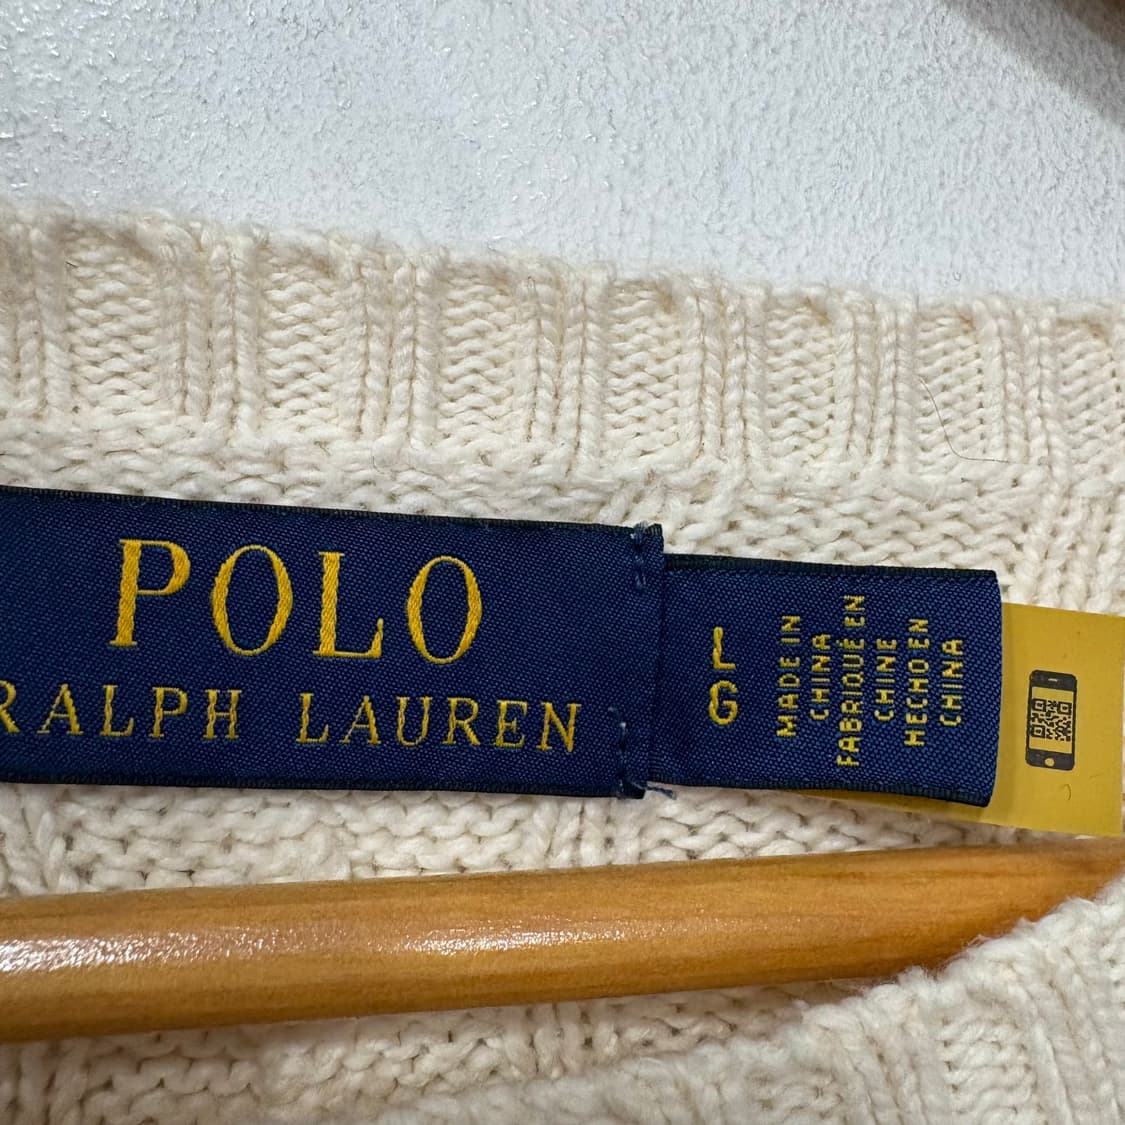 POLO
RALPH LAUREN
L
G
MADE IN
CHINA
FABRIQUÉ EN
CHINE
HECHO EN
CHINA